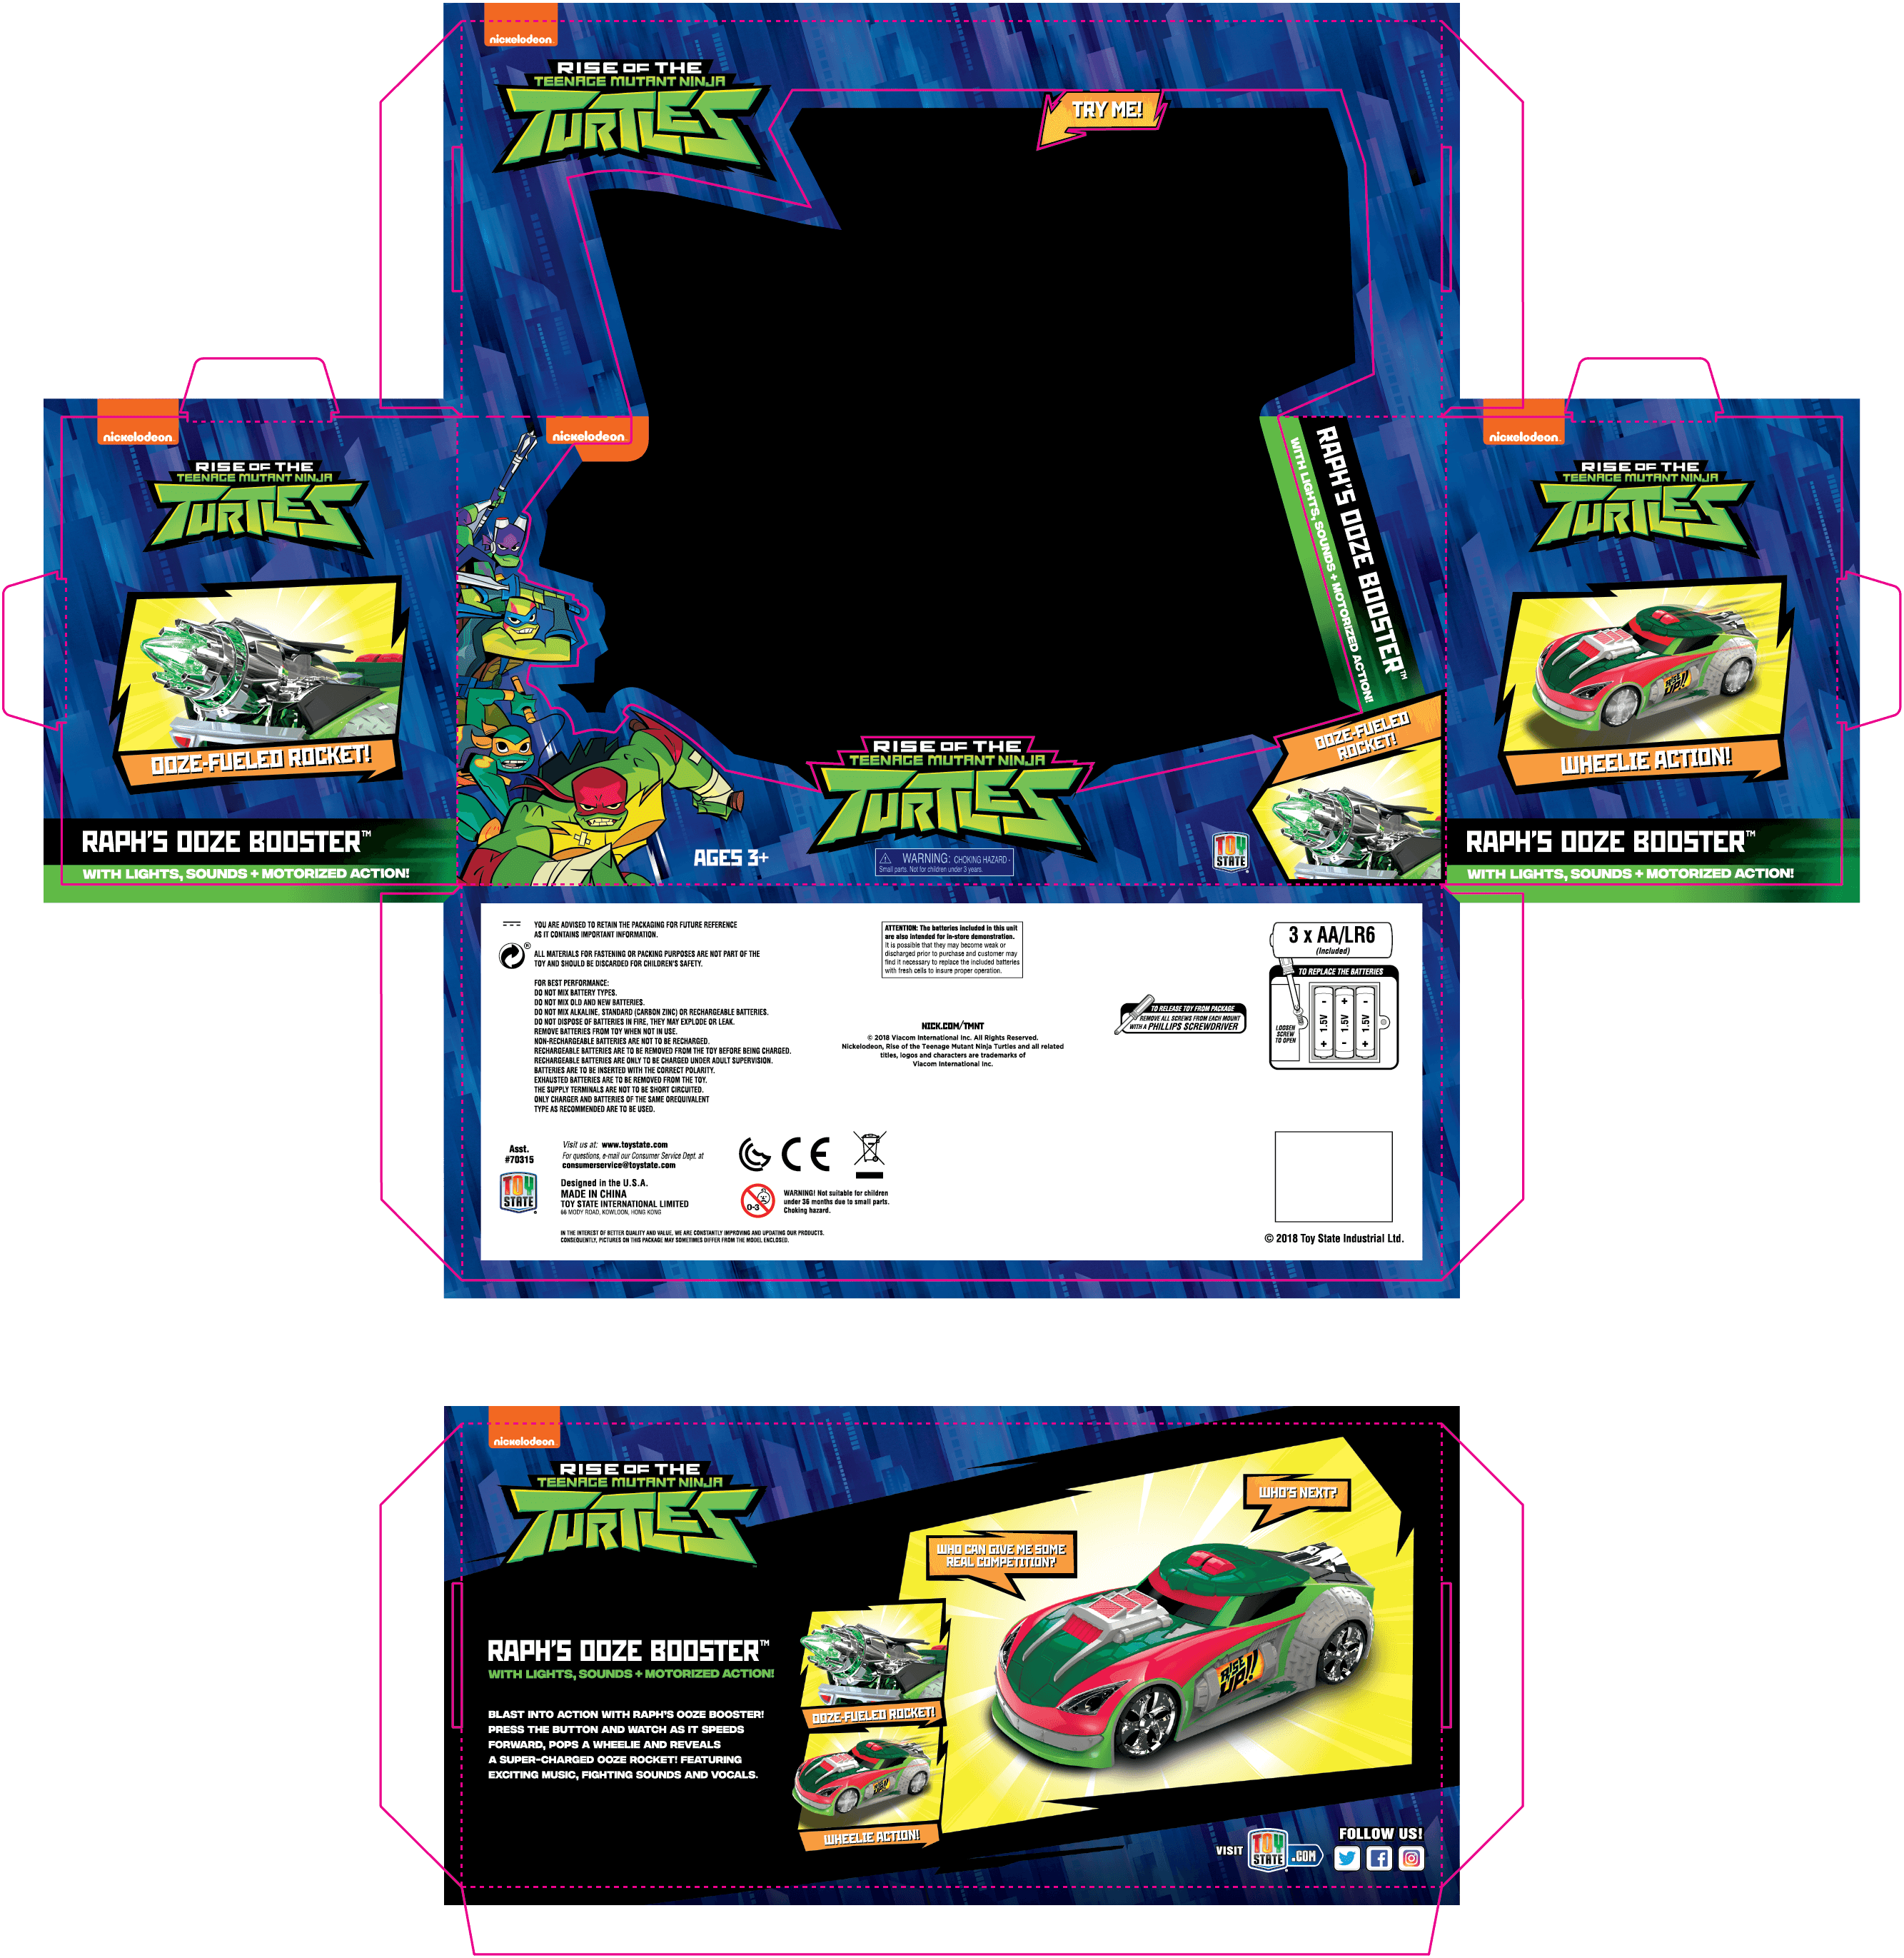 nickelodeon
RISE OF THE
TEENAGE MUTANT NINJA
TURTLES
TRY ME!
nickelodeon
RISE OF THE
TEENAGE MUTANT NINJA
TURTLES
OOZE-FUELED ROCKET!
RAPH'S OOZE BOOSTER™
WITH LIGHTS, SOUNDS + MOTORIZED ACTION!
nickelodeon
RAPH'S OOZE BOOSTER™
WITH LIGHTS, SOUNDS + MOTORIZED ACTION!
OOZE-FUELED
ROCKET!
RISE OF THE
TEENAGE MUTANT NINJA
TURTLES
AGES 3+
WARNING: CHOKING HAZARD -
Small parts. Not for children under 3 years.
TOY
STATE
nickelodeon
RISE OF THE
TEENAGE MUTANT NINJA
TURTLES
RISE UP!!
WHEELIE ACTION!
RAPH'S OOZE BOOSTER™
WITH LIGHTS, SOUNDS + MOTORIZED ACTION!
YOU ARE ADVISED TO RETAIN THE PACKAGING FOR FUTURE REFERENCE
AS IT CONTAINS IMPORTANT INFORMATION.
ALL MATERIALS FOR FASTENING OR PACKING PURPOSES ARE NOT PART OF THE
TOY AND SHOULD BE DISCARDED FOR CHILDREN'S SAFETY.
FOR BEST PERFORMANCE:
DO NOT MIX BATTERY TYPES.
DO NOT MIX OLD AND NEW BATTERIES.
DO NOT MIX ALKALINE, STANDARD (CARBON ZINC) OR RECHARGEABLE BATTERIES.
DO NOT DISPOSE OF BATTERIES IN FIRE, THEY MAY EXPLODE OR LEAK.
REMOVE BATTERIES FROM TOY WHEN NOT IN USE.
NON-RECHARGEABLE BATTERIES ARE NOT TO BE RECHARGED.
RECHARGEABLE BATTERIES ARE TO BE REMOVED FROM THE TOY BEFORE BEING CHARGED.
RECHARGEABLE BATTERIES ARE ONLY TO BE CHARGED UNDER ADULT SUPERVISION.
BATTERIES ARE TO BE INSERTED WITH THE CORRECT POLARITY.
EXHAUSTED BATTERIES ARE TO BE REMOVED FROM THE TOY.
THE SUPPLY TERMINALS ARE NOT TO BE SHORT CIRCUITED.
ONLY CHARGER AND BATTERIES OF THE SAME OREQUIVALENT
TYPE AS RECOMMENDED ARE TO BE USED.
ATTENTION: The batteries included in this unit
are also intended for in-store demonstration.
It is possible that they may become weak or
discharged prior to purchase and customer may
find it necessary to replace the included batteries
with fresh cells to insure proper operation.
NICK.COM/TMNT
© 2018 Viacom International Inc. All Rights Reserved.
Nickelodeon, Rise of the Teenage Mutant Ninja Turtles and all related
titles, logos and characters are trademarks of
Viacom International Inc.
TO RELEASE TOY FROM PACKAGE
REMOVE ALL SCREWS FROM EACH MOUNT
WITH A PHILLIPS SCREWDRIVER
3 x AA/LR6
(Included)
TO REPLACE THE BATTERIES
LOOSEN
SCREW
TO OPEN
+ 1.5V -
- 1.5V +
+ 1.5V -
Asst.
#70315
TOY
STATE
Visit us at: www.toystate.com
For questions, e-mail our Consumer Service Dept. at
consumerservice@toystate.com
Designed in the U.S.A.
MADE IN CHINA
TOY STATE INTERNATIONAL LIMITED
66 MODY ROAD, KOWLOON, HONG KONG
CE
0-3
WARNING! Not suitable for children
under 36 months due to small parts.
Choking hazard.
IN THE INTEREST OF BETTER QUALITY AND VALUE, WE ARE CONSTANTLY IMPROVING AND UPDATING OUR PRODUCTS.
CONSEQUENTLY, PICTURES ON THIS PACKAGE MAY SOMETIMES DIFFER FROM THE MODEL ENCLOSED.
© 2018 Toy State Industrial Ltd.
nickelodeon
RISE OF THE
TEENAGE MUTANT NINJA
TURTLES
WHO'S NEXT?
WHO CAN GIVE ME SOME
REAL COMPETITION?
RISE
UP!!
RAPH'S OOZE BOOSTER™
WITH LIGHTS, SOUNDS + MOTORIZED ACTION!
BLAST INTO ACTION WITH RAPH'S OOZE BOOSTER!
PRESS THE BUTTON AND WATCH AS IT SPEEDS
FORWARD, POPS A WHEELIE AND REVEALS
A SUPER-CHARGED OOZE ROCKET! FEATURING
EXCITING MUSIC, FIGHTING SOUNDS AND VOCALS.
OOZE-FUELED ROCKET!
WHEELIE ACTION!
VISIT
TOY
STATE
.COM
FOLLOW US!